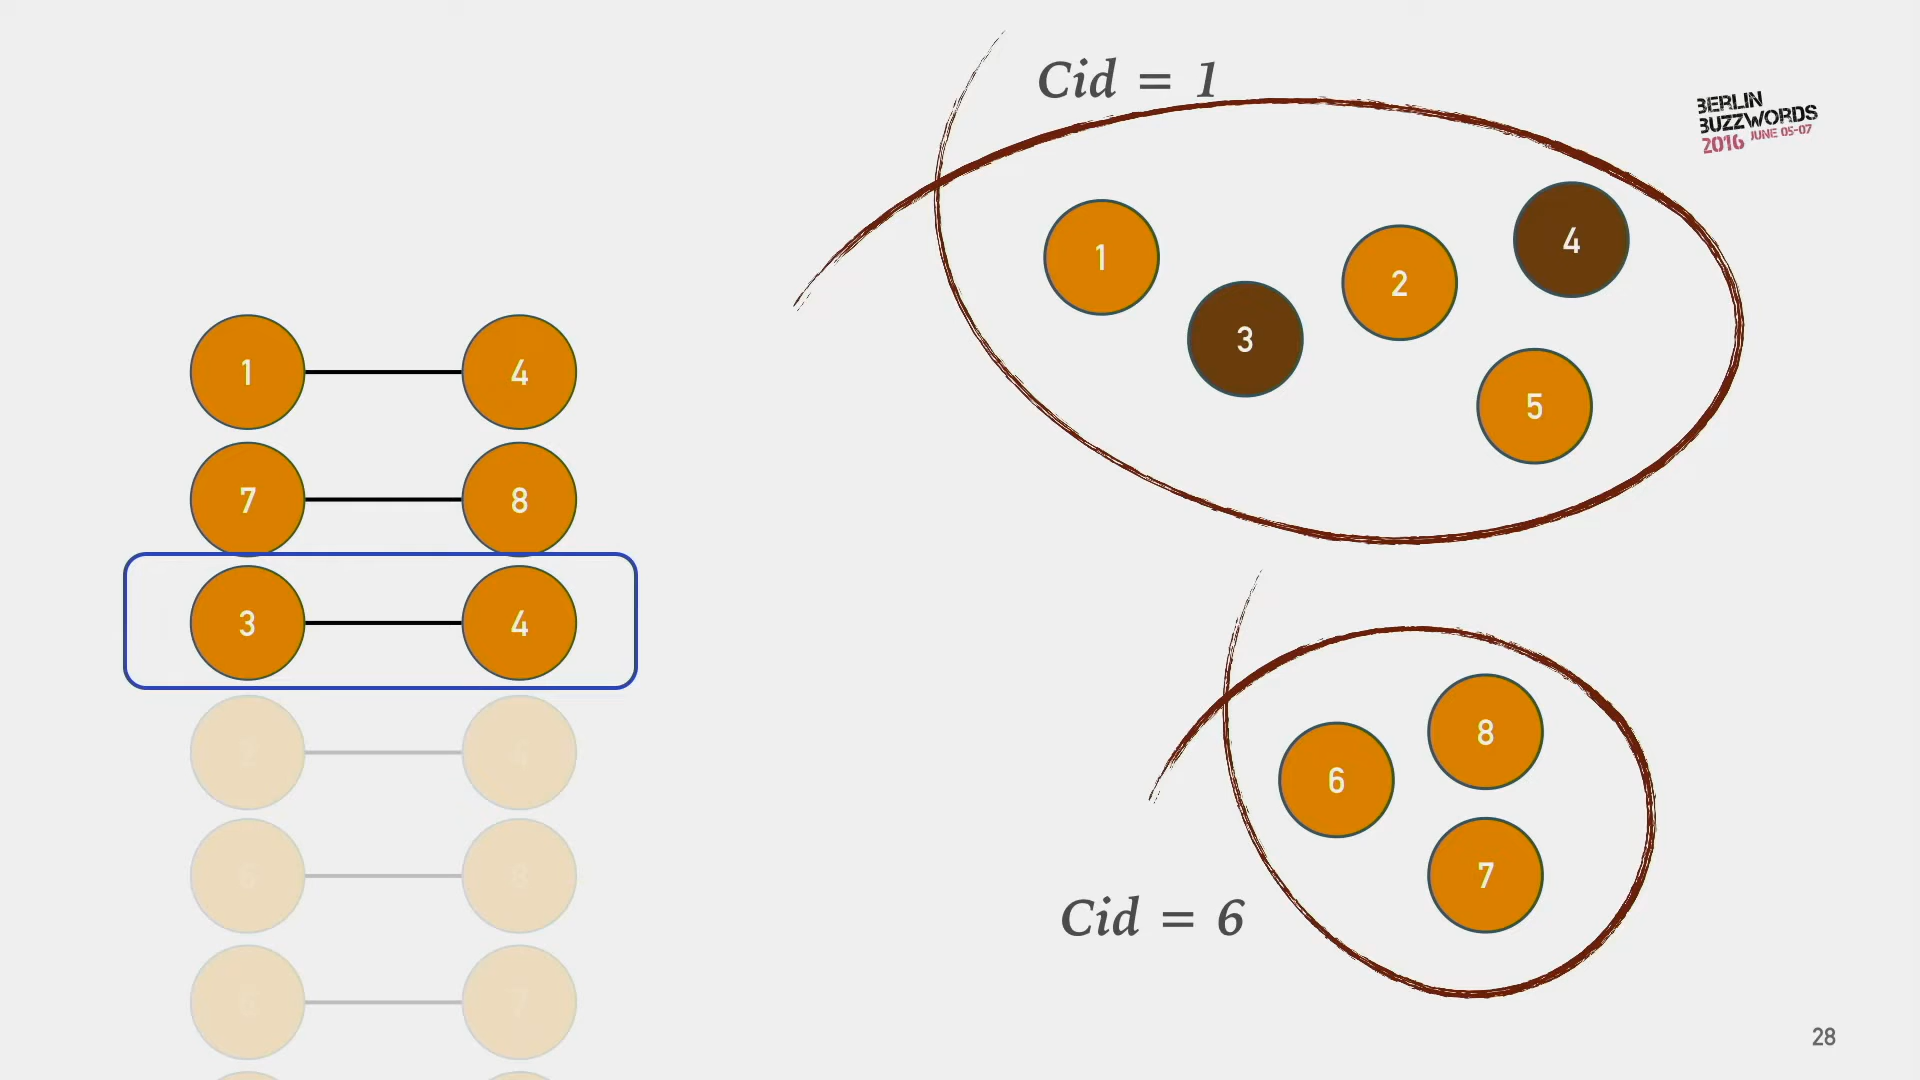 Cid = 1
BERLIN
BUZZWORDS
2016 JUNE 05-07
1
2
3
4
5
1 4
7 8
3 4
6
7
8
Cid = 6
28